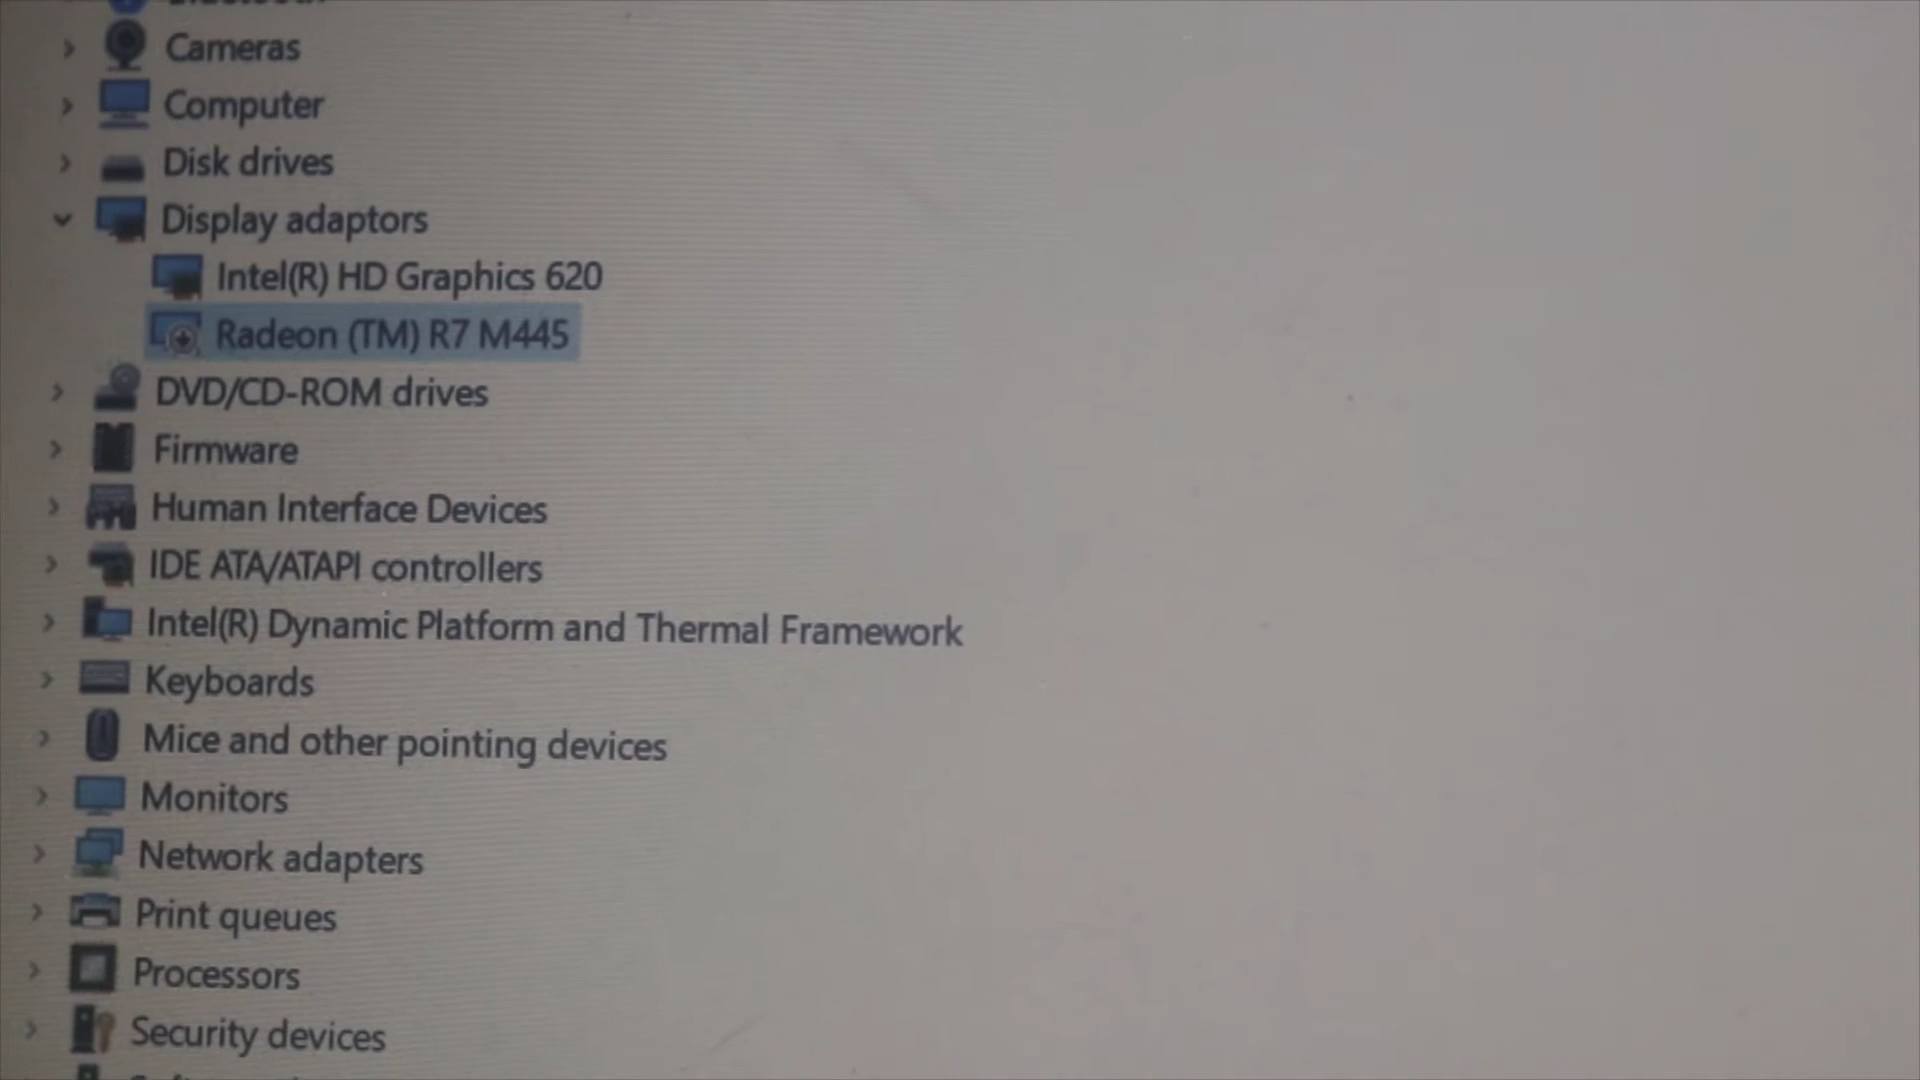 Cameras
Computer
Disk drives
Display adaptors
Intel(R) HD Graphics 620
Radeon (TM) R7 M445
DVD/CD-ROM drives
Firmware
Human Interface Devices
IDE ATA/ATAPI controllers
Intel(R) Dynamic Platform and Thermal Framework
Keyboards
Mice and other pointing devices
Monitors
Network adapters
Print queues
Processors
Security devices